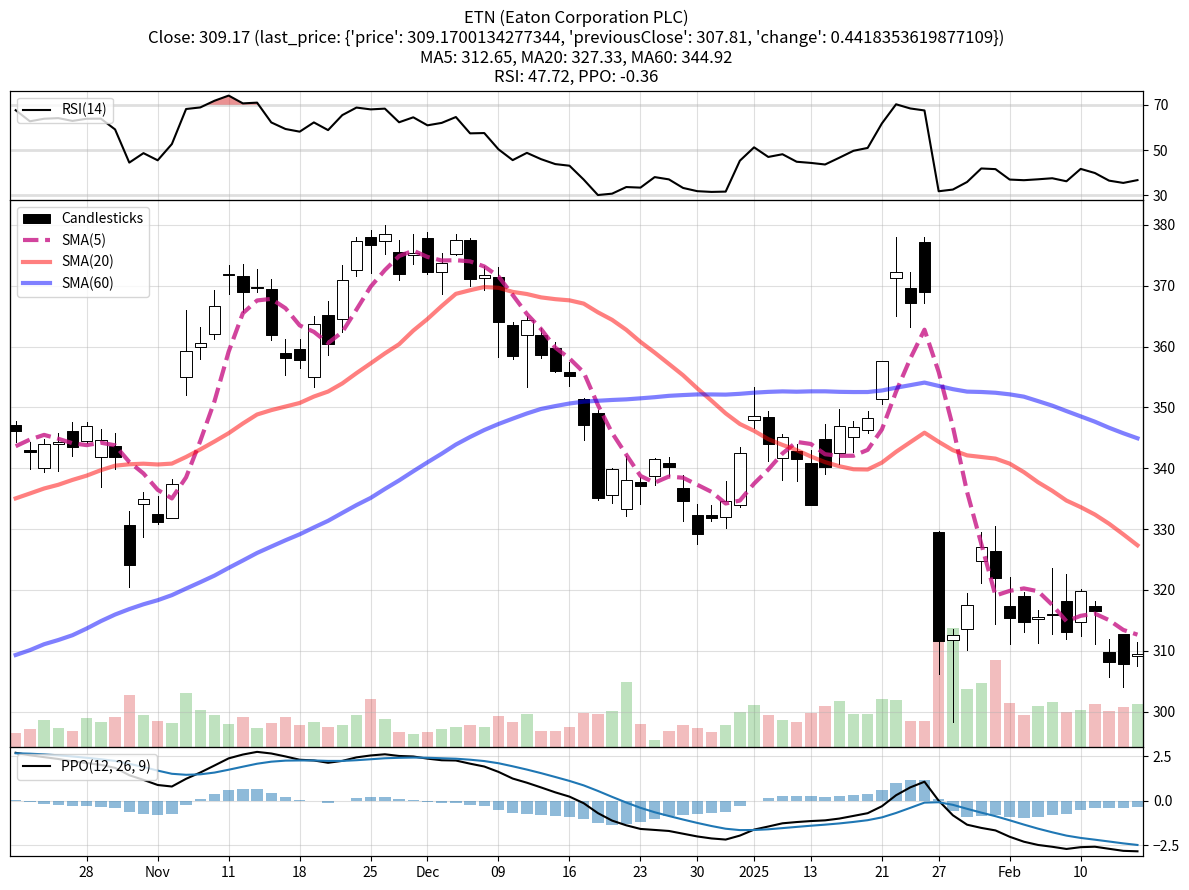 ETN (Eaton Corporation PLC)
Close: 309.17 (last_price: {'price': 309.1700134277344, 'previousClose': 307.81, 'change': 0.4418353619877109})
MA5: 312.65, MA20: 327.33, MA60: 344.92
RSI: 47.72, PPO: -0.36
RSI(14)
70
50
30
Candlesticks
SMA(5)
SMA(20)
SMA(60)
380
370
360
350
340
330
320
310
300
PPO(12, 26, 9)
2.5
0.0
−2.5
28 Nov 11 18 25 Dec 09 16 23 30 2025 13 21 27 Feb 10